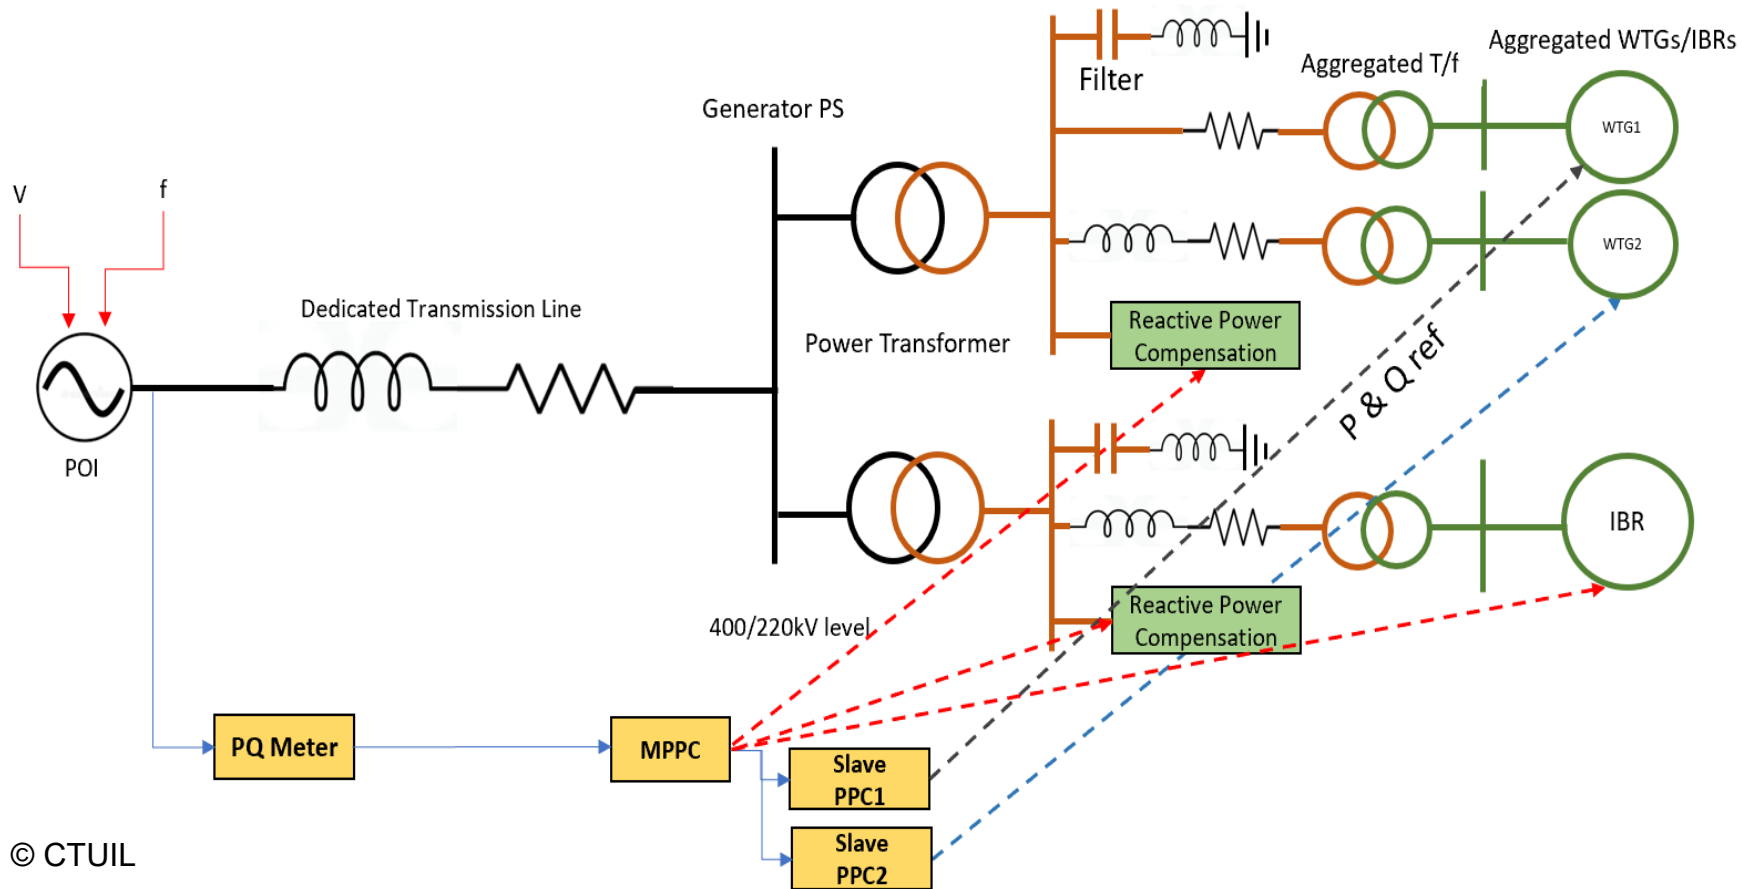 Aggregated WTGs/IBRs
Aggregated T/f
Filter
Generator PS
WTG1
V
f
WTG2
Dedicated Transmission Line
Reactive Power
Compensation
Power Transformer
P & Q ref
POI
IBR
Reactive Power
Compensation
400/220kV level
PQ Meter
MPPC
Slave
PPC1
Slave
PPC2
© CTUIL